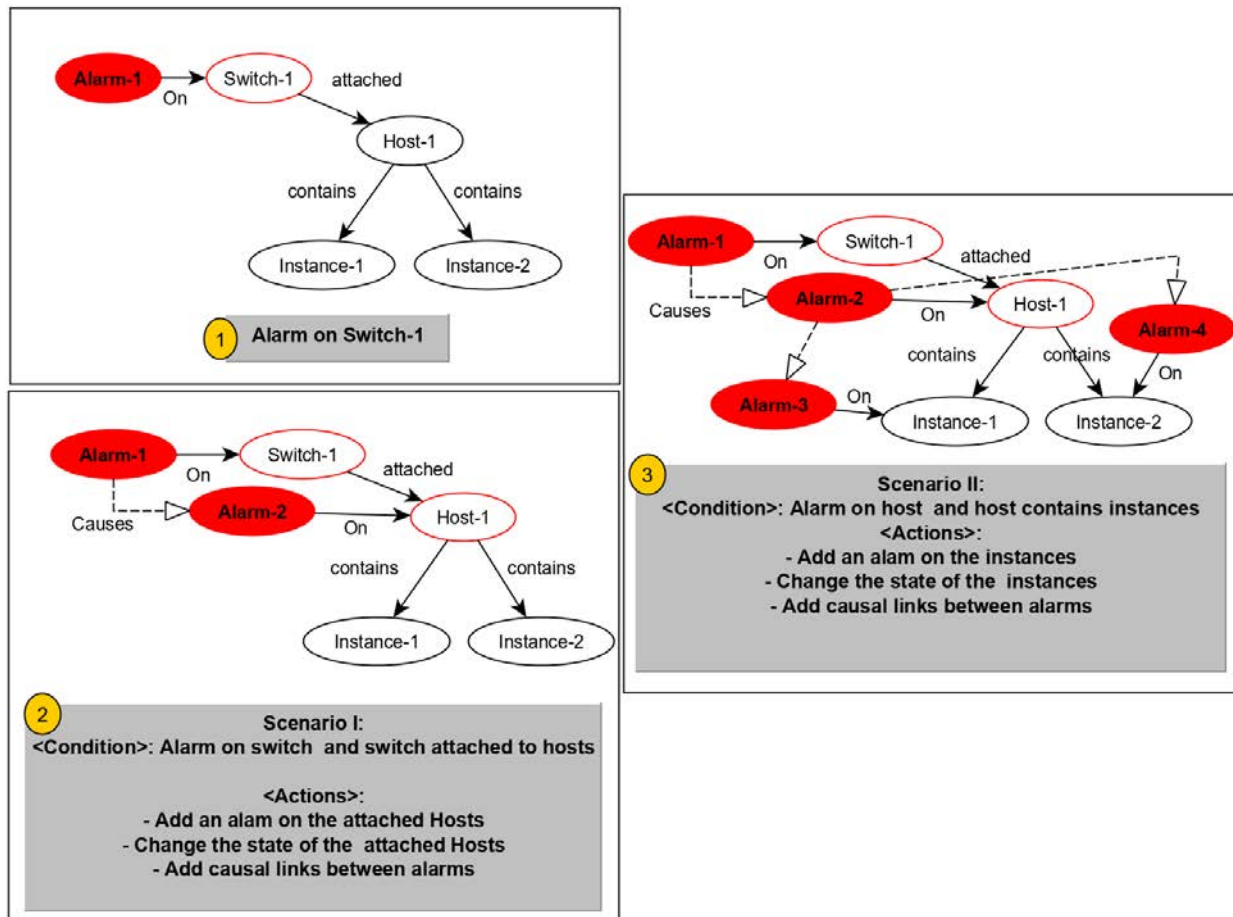 Alarm-1
On
Switch-1
attached
Host-1
contains
contains
Instance-1
Instance-2
1
Alarm on Switch-1
Alarm-1
On
Switch-1
attached
Causes
Alarm-2
On
Host-1
contains
contains
Instance-1
Instance-2
2
Scenario I:
<Condition>: Alarm on switch and switch attached to hosts
<Actions>:
- Add an alam on the attached Hosts
- Change the state of the attached Hosts
- Add causal links between alarms
Alarm-1
On
Switch-1
attached
Causes
Alarm-2
On
Host-1
Alarm-4
contains
contains
On
Alarm-3
On
Instance-1
Instance-2
3
Scenario II:
<Condition>: Alarm on host and host contains instances
<Actions>:
- Add an alam on the instances
- Change the state of the instances
- Add causal links between alarms